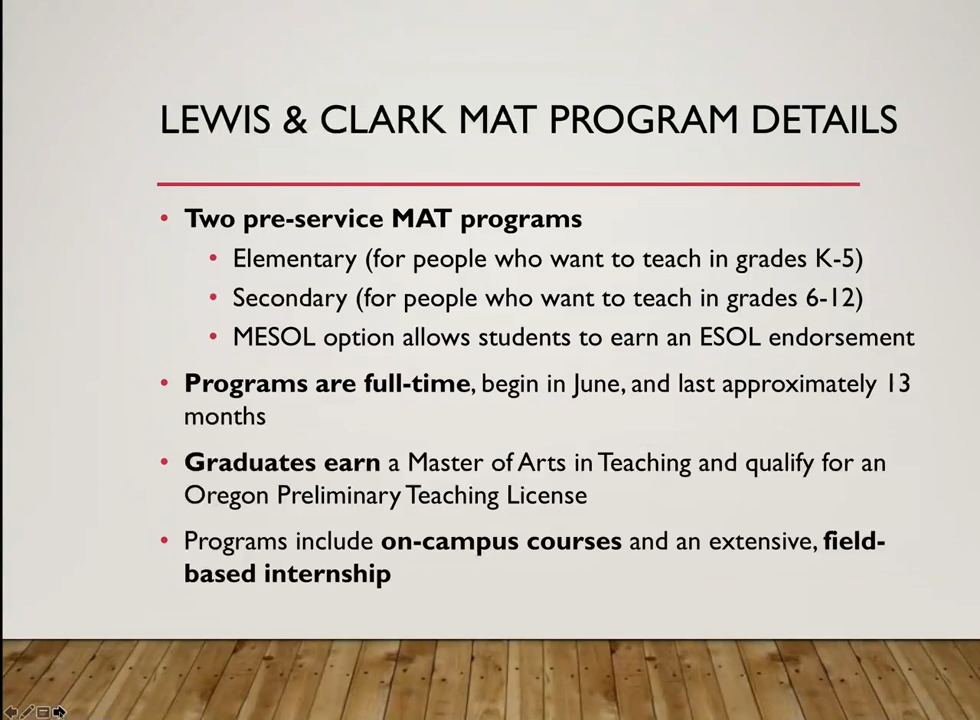 LEWIS & CLARK MAT PROGRAM DETAILS
• Two pre-service MAT programs
• Elementary (for people who want to teach in grades K-5)
• Secondary (for people who want to teach in grades 6-12)
• MESOL option allows students to earn an ESOL endorsement
• Programs are full-time, begin in June, and last approximately 13
months
• Graduates earn a Master of Arts in Teaching and qualify for an
Oregon Preliminary Teaching License
• Programs include on-campus courses and an extensive, field-
based internship